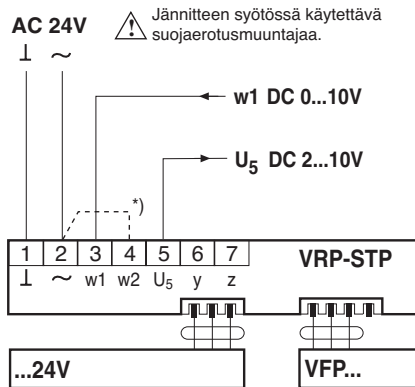 Jännitteen syötössä käytettävä
suojaerotusmuuntajaa.
AC 24V
⊥ ~
w1 DC 0...10V
U5 DC 2...10V
*)
1 2 3 4 5 6 7
VRP-STP
⊥ ~ w1 w2 U5 y z
...24V
VFP...